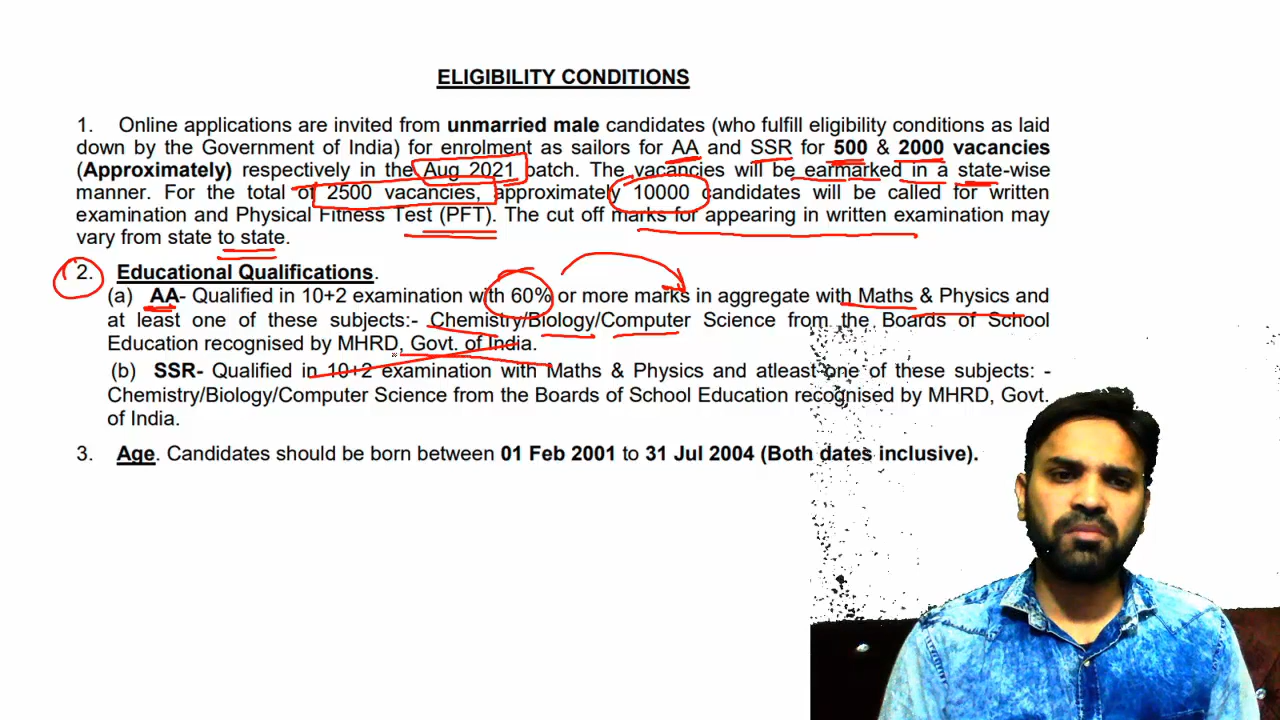 ELIGIBILITY CONDITIONS
1. Online applications are invited from unmarried male candidates (who fulfill eligibility conditions as laid
down by the Government of India) for enrolment as sailors for AA and SSR for 500 & 2000 vacancies
(Approximately) respectively in the Aug 2021 batch. The vacancies will be earmarked in a state-wise
manner. For the total of 2500 vacancies, approximately 10000 candidates will be called for written
examination and Physical Fitness Test (PFT). The cut off marks for appearing in written examination may
vary from state to state.
2. Educational Qualifications.
(a) AA- Qualified in 10+2 examination with 60% or more marks in aggregate with Maths & Physics and
at least one of these subjects:- Chemistry/Biology/Computer Science from the Boards of School
Education recognised by MHRD, Govt. of India.
(b) SSR- Qualified in 10+2 examination with Maths & Physics and atleast one of these subjects: -
Chemistry/Biology/Computer Science from the Boards of School Education recognised by MHRD, Govt.
of India.
3. Age. Candidates should be born between 01 Feb 2001 to 31 Jul 2004 (Both dates inclusive).